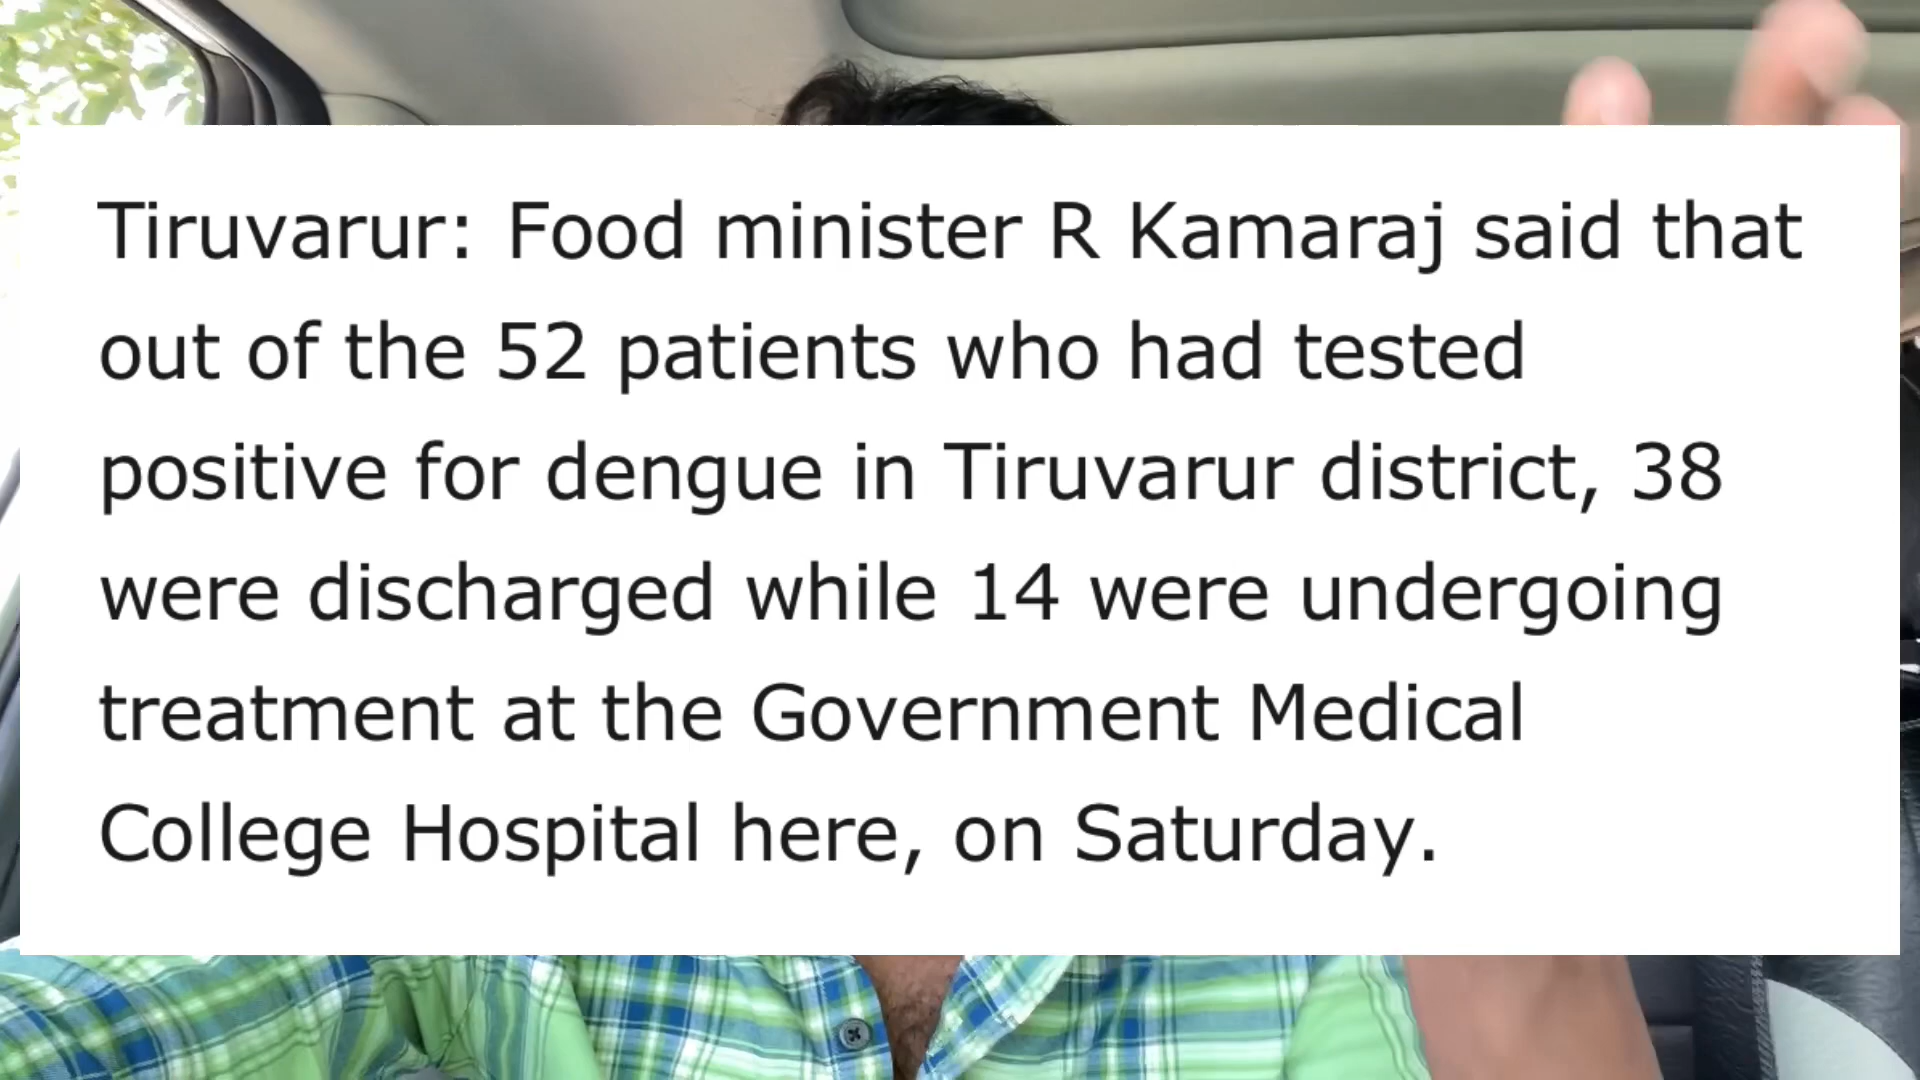 Tiruvarur: Food minister R Kamaraj said that
out of the 52 patients who had tested
positive for dengue in Tiruvarur district, 38
were discharged while 14 were undergoing
treatment at the Government Medical
College Hospital here, on Saturday.